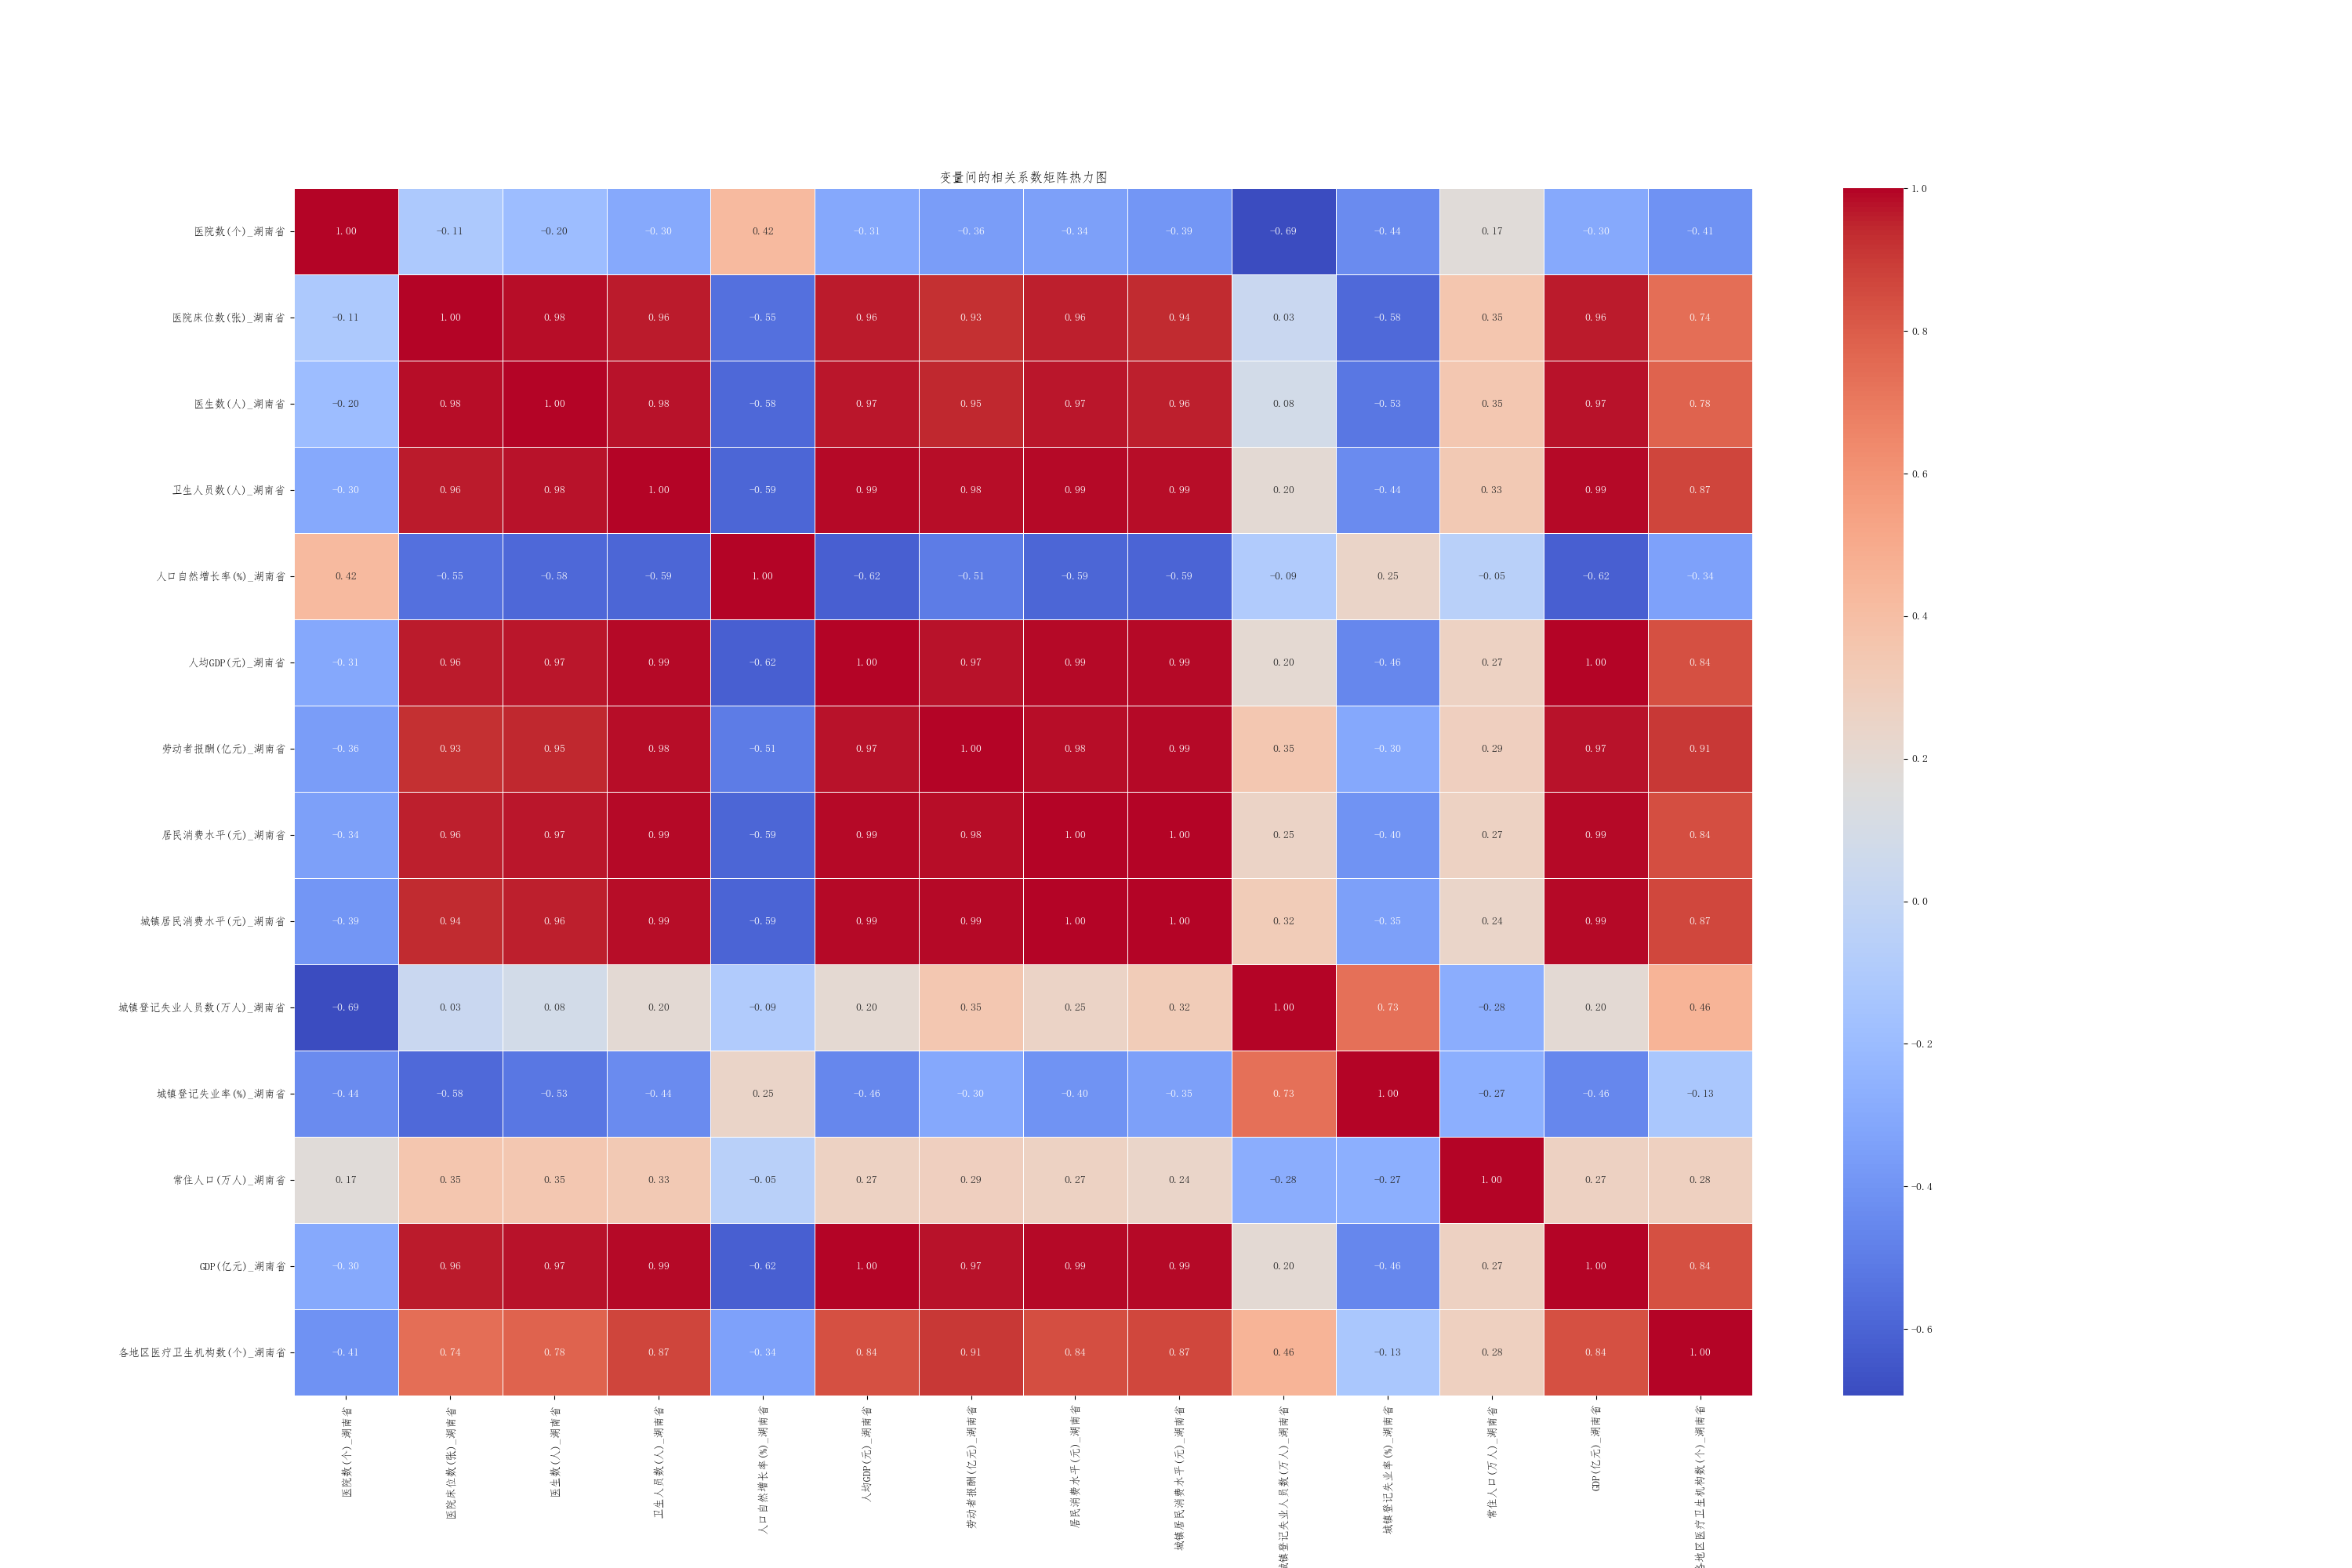 变量间的相关系数矩阵热力图
医院数(个)_湖南省 1.00 -0.11 -0.20 -0.30 0.42 -0.31 -0.36 -0.34 -0.39 -0.69 -0.44 0.17 -0.30 -0.41
医院床位数(张)_湖南省 -0.11 1.00 0.98 0.96 -0.55 0.96 0.93 0.96 0.94 0.03 -0.58 0.35 0.96 0.74
医生数(人)_湖南省 -0.20 0.98 1.00 0.98 -0.58 0.97 0.95 0.97 0.96 0.08 -0.53 0.35 0.97 0.78
卫生人员数(人)_湖南省 -0.30 0.96 0.98 1.00 -0.59 0.99 0.98 0.99 0.99 0.20 -0.44 0.33 0.99 0.87
人口自然增长率(%)_湖南省 0.42 -0.55 -0.58 -0.59 1.00 -0.62 -0.51 -0.59 -0.59 -0.09 0.25 -0.05 -0.62 -0.34
人均GDP(元)_湖南省 -0.31 0.96 0.97 0.99 -0.62 1.00 0.97 0.99 0.99 0.20 -0.46 0.27 1.00 0.84
劳动者报酬(亿元)_湖南省 -0.36 0.93 0.95 0.98 -0.51 0.97 1.00 0.98 0.99 0.35 -0.30 0.29 0.97 0.91
居民消费水平(元)_湖南省 -0.34 0.96 0.97 0.99 -0.59 0.99 0.98 1.00 1.00 0.25 -0.40 0.27 0.99 0.84
城镇居民消费水平(元)_湖南省 -0.39 0.94 0.96 0.99 -0.59 0.99 0.99 1.00 1.00 0.32 -0.35 0.24 0.99 0.87
城镇登记失业人员数(万人)_湖南省 -0.69 0.03 0.08 0.20 -0.09 0.20 0.35 0.25 0.32 1.00 0.73 -0.28 0.20 0.46
城镇登记失业率(%)_湖南省 -0.44 -0.58 -0.53 -0.44 0.25 -0.46 -0.30 -0.40 -0.35 0.73 1.00 -0.27 -0.46 -0.13
常住人口(万人)_湖南省 0.17 0.35 0.35 0.33 -0.05 0.27 0.29 0.27 0.24 -0.28 -0.27 1.00 0.27 0.28
GDP(亿元)_湖南省 -0.30 0.96 0.97 0.99 -0.62 1.00 0.97 0.99 0.99 0.20 -0.46 0.27 1.00 0.84
各地区医疗卫生机构数(个)_湖南省 -0.41 0.74 0.78 0.87 -0.34 0.84 0.91 0.84 0.87 0.46 -0.13 0.28 0.84 1.00
医院数(个)_湖南省
医院床位数(张)_湖南省
医生数(人)_湖南省
卫生人员数(人)_湖南省
人口自然增长率(%)_湖南省
人均GDP(元)_湖南省
劳动者报酬(亿元)_湖南省
居民消费水平(元)_湖南省
城镇居民消费水平(元)_湖南省
城镇登记失业人员数(万人)_湖南省
城镇登记失业率(%)_湖南省
常住人口(万人)_湖南省
GDP(亿元)_湖南省
各地区医疗卫生机构数(个)_湖南省
1.0
0.8
0.6
0.4
0.2
0.0
-0.2
-0.4
-0.6